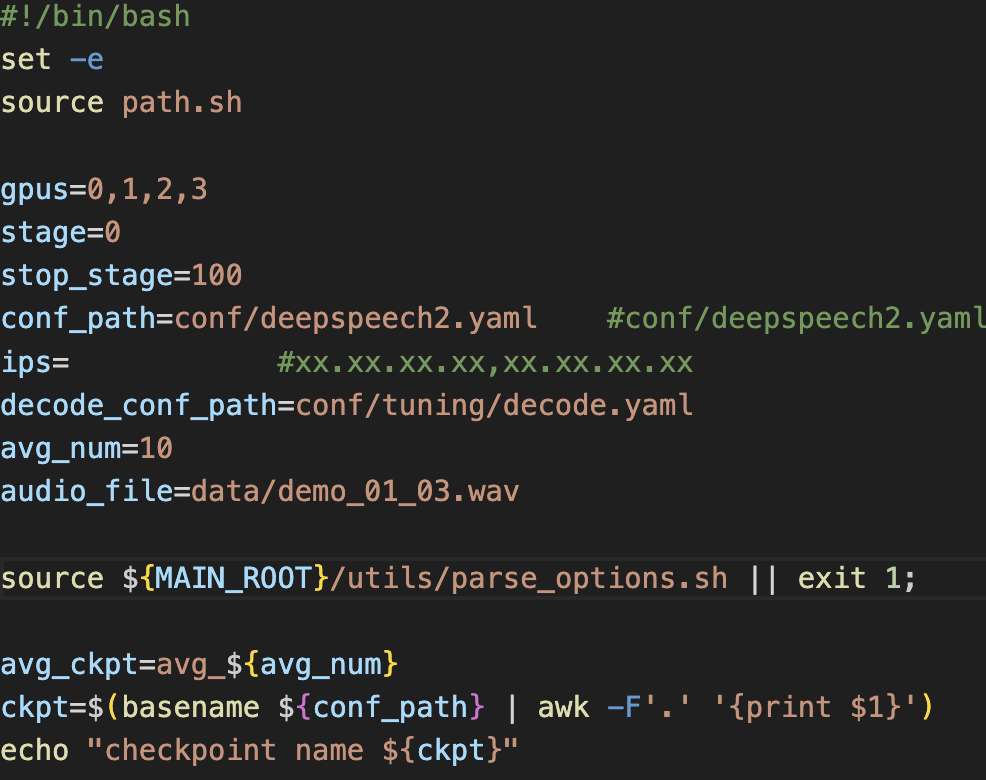 #!/bin/bash
set -e
source path.sh
gpus=0,1,2,3
stage=0
stop_stage=100
conf_path=conf/deepspeech2.yaml    #conf/deepspeech2.yaml
ips=            #xx.xx.xx.xx,xx.xx.xx.xx
decode_conf_path=conf/tuning/decode.yaml
avg_num=10
audio_file=data/demo_01_03.wav
source ${MAIN_ROOT}/utils/parse_options.sh || exit 1;
avg_ckpt=avg_${avg_num}
ckpt=$(basename ${conf_path} | awk -F'.' '{print $1}')
echo "checkpoint name ${ckpt}"